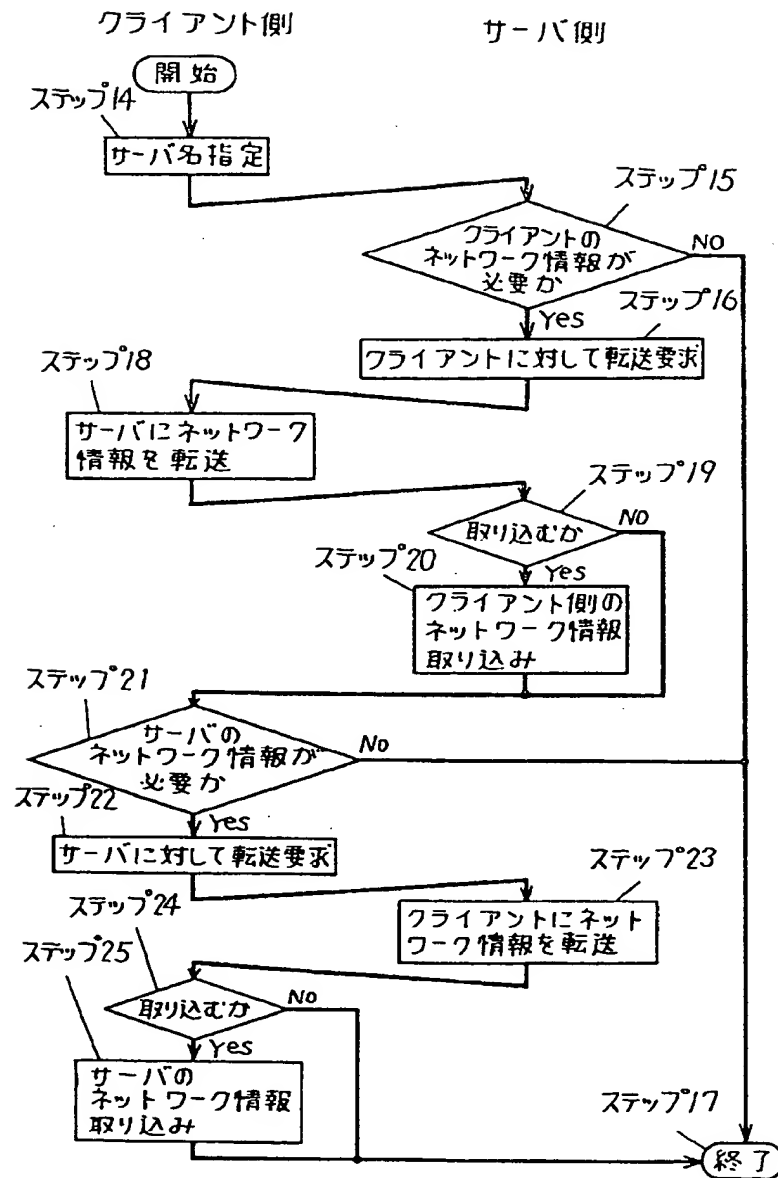 クライアント側
サーバ側
開始
ステップ14
サーバ名指定
ステップ15
クライアントの
ネットワーク情報が
必要か
NO
ステップ16
Yes
クライアントに対して転送要求
ステップ18
サーバにネットワーク
情報を転送
ステップ19
取り込むか
NO
ステップ20
Yes
クライアント側の
ネットワーク情報
取り込み
ステップ21
サーバの
ネットワーク情報が
必要か
No
ステップ22
Yes
サーバに対して転送要求
ステップ23
クライアントにネット
ワーク情報を転送
ステップ24
取り込むか
No
ステップ25
Yes
サーバの
ネットワーク情報
取り込み
ステップ17
終了